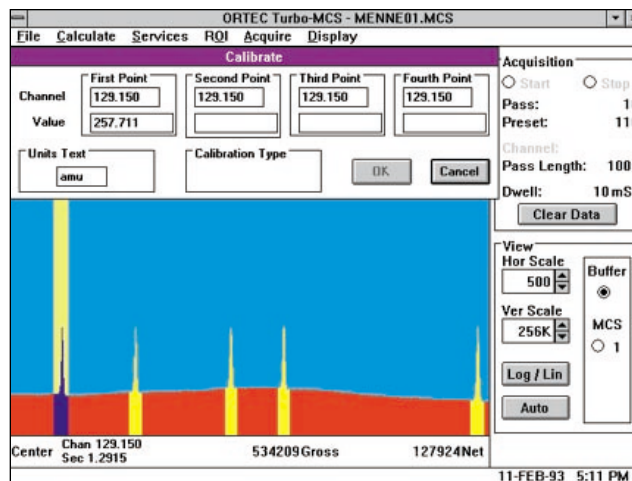 ORTEC Turbo-MCS - MENNE01.MCS
File Calculate Services ROI Acquire Display
Calibrate
First Point Second Point Third Point Fourth Point
Channel 129.150 129.150 129.150 129.150
Value 257.711
Units Text
amu
Calibration Type
OK Cancel
Acquisition
Start Stop
Pass: 1
Preset: 11
Channel:
Pass Length: 100
Dwell: 10 mS
Clear Data
View
Hor Scale
500
Ver Scale
256K
Log / Lin
Auto
Buffer
MCS
1
Center Chan 129.150 534209 Gross 127924 Net
Sec 1.2915
11-FEB-93 5:11 PM